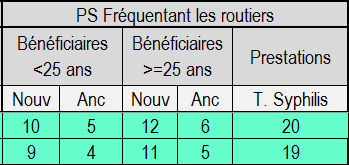 PS Fréquentant les routiers
Bénéficiaires <25 ans Bénéficiaires >=25 ans Prestations
Nouv Anc Nouv Anc T. Syphilis
10 5 12 6 20
9 4 11 5 19